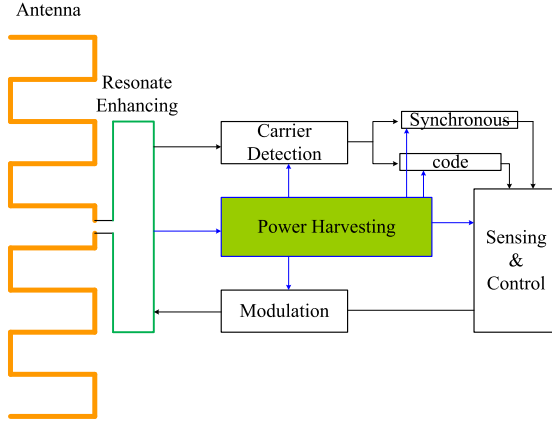 Antenna
Resonate
Enhancing
Carrier
Detection
Synchronous
code
Power Harvesting
Sensing
&
Control
Modulation